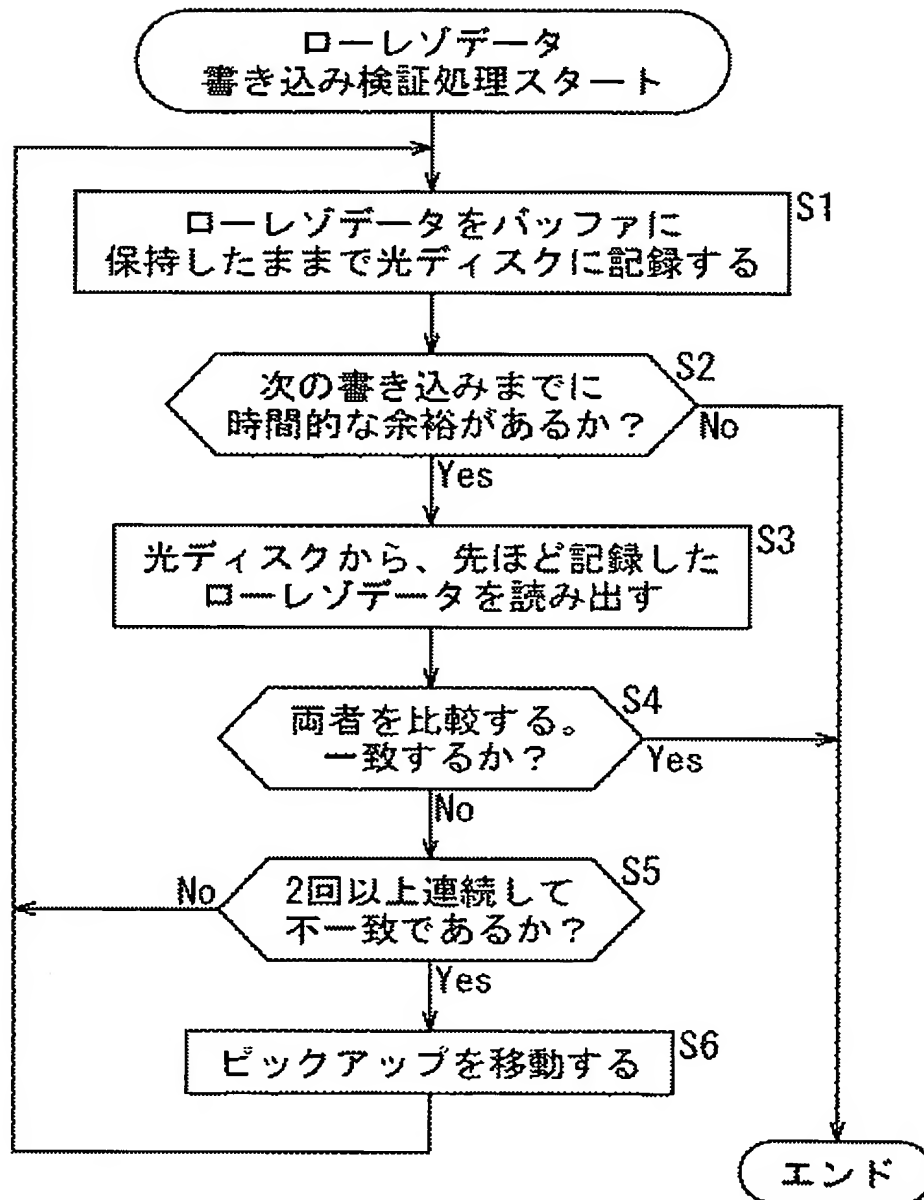 ローレゾデータ
書き込み検証処理スタート
S1
ローレゾデータをバッファに
保持したままで光ディスクに記録する
S2
次の書き込みまでに
時間的な余裕があるか？
No
Yes
S3
光ディスクから、先ほど記録した
ローレゾデータを読み出す
S4
両者を比較する。
一致するか？
Yes
No
S5
No
2回以上連続して
不一致であるか？
Yes
S6
ピックアップを移動する
エンド